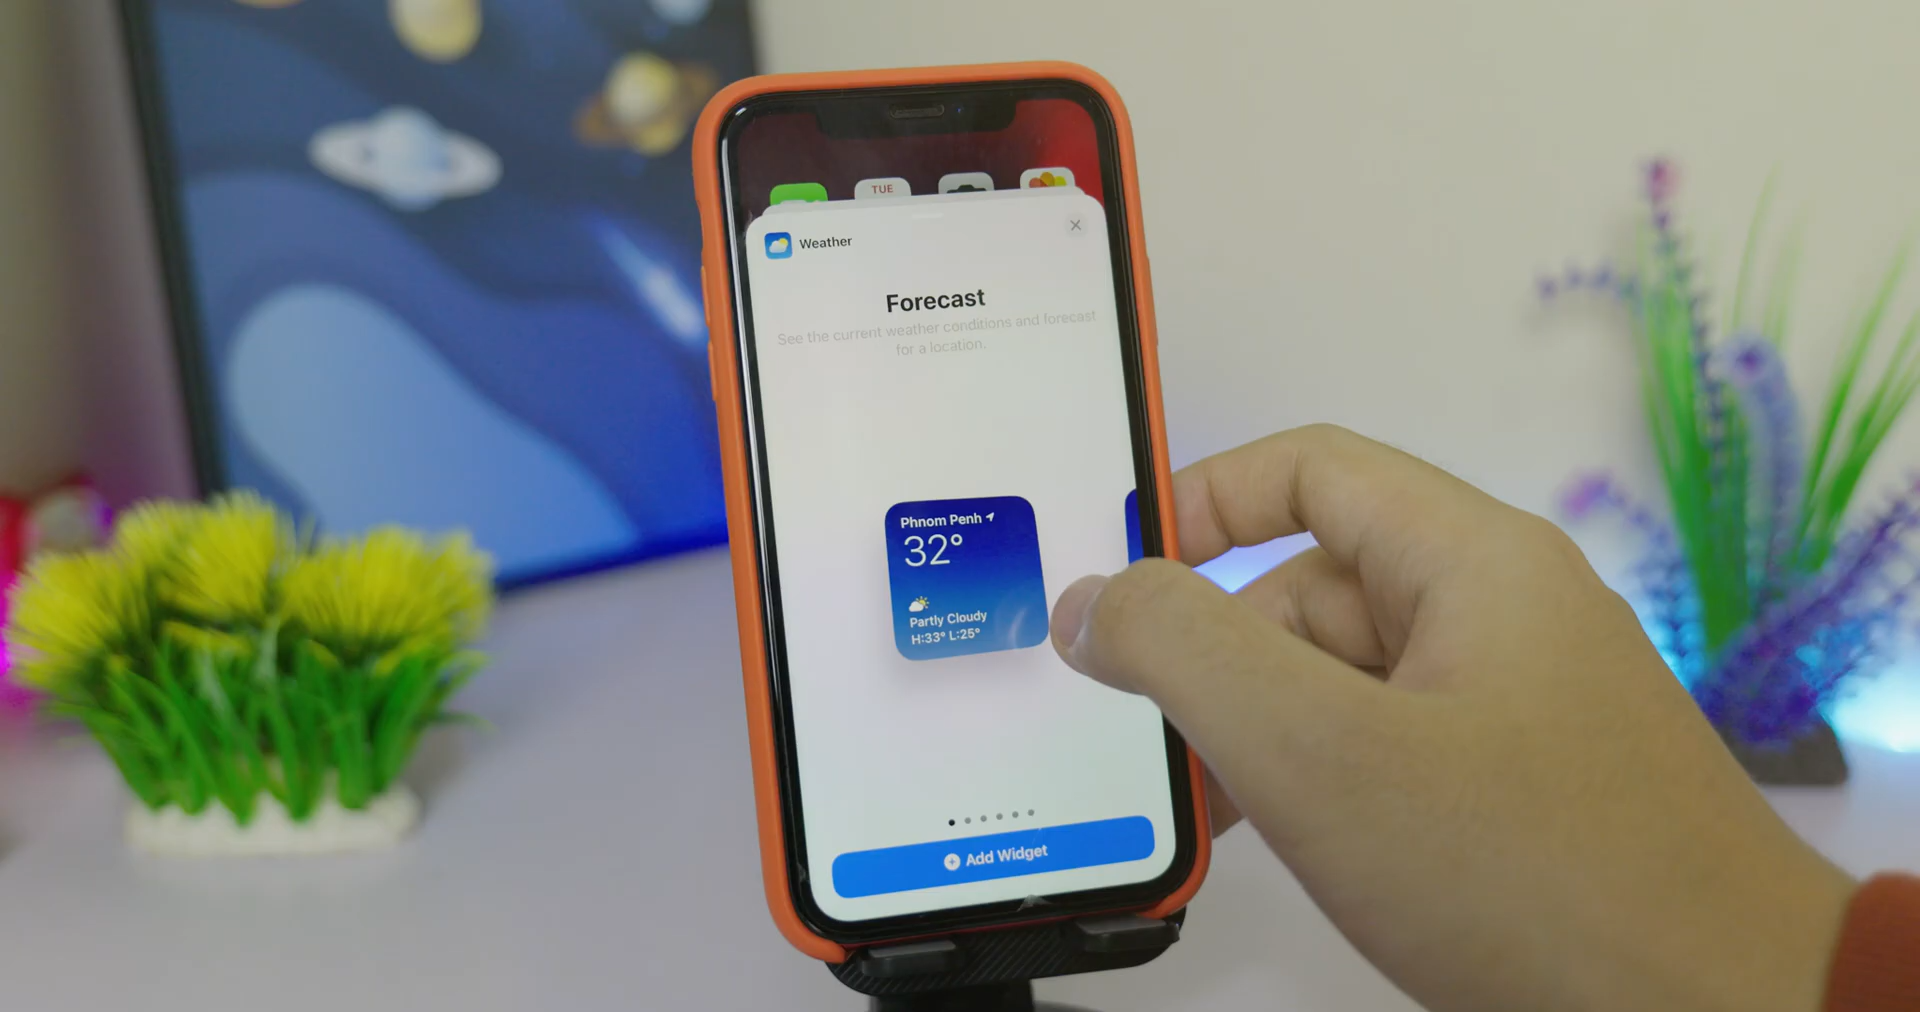 TUE
Weather
Forecast
See the current weather conditions and forecast
for a location.
Phnom Penh
32°
Partly Cloudy
H:33° L:25°
Add Widget